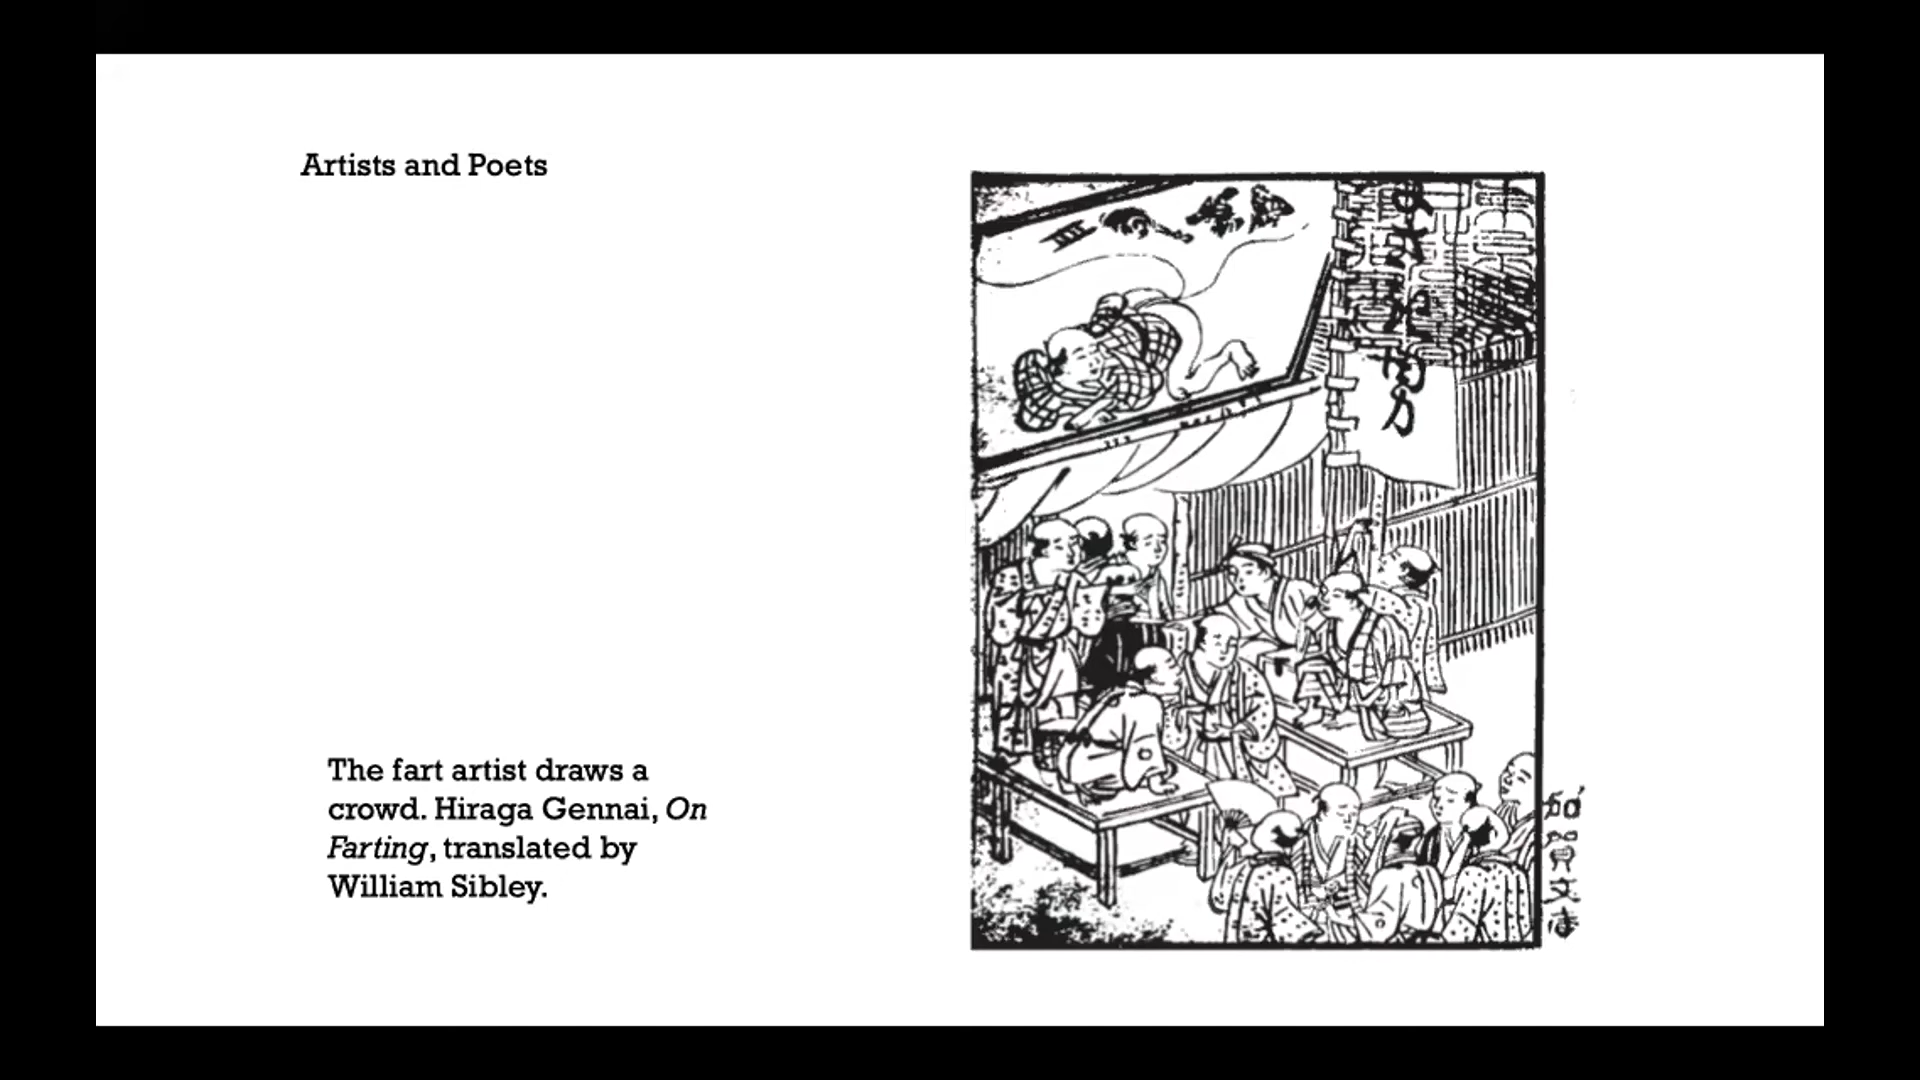 Artists and Poets
The fart artist draws a
crowd. Hiraga Gennai, On
Farting, translated by
William Sibley.